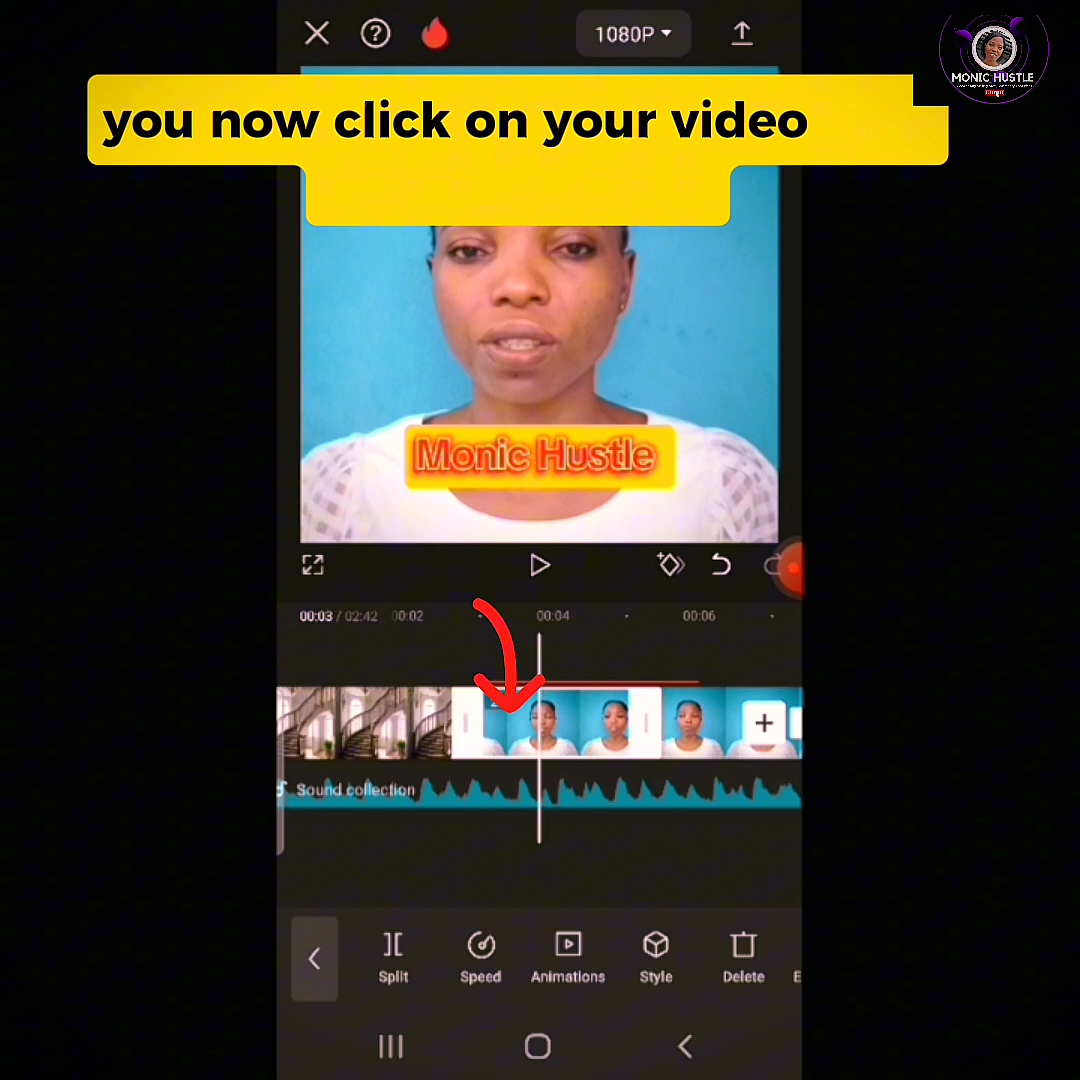 1080P
MONIC HUSTLE
you now click on your video
Monic Hustle
00:03 / 02:42 00:02 00:04 00:06
Sound collection
Split Speed Animations Style Delete E